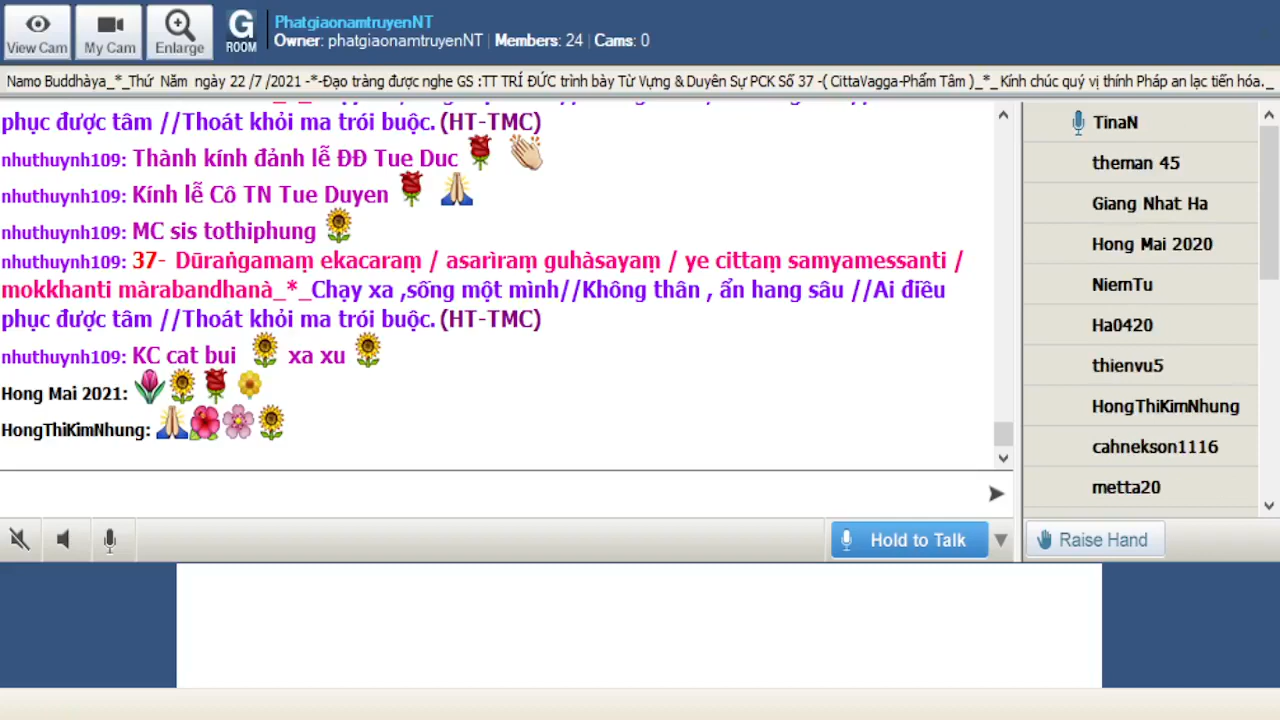 View Cam
My Cam
Enlarge
G ROOM
PhatgiaonamtruyenNT
Owner: phatgiaonamtruyenNT | Members: 24 | Cams: 0
Namo Buddhàya_*_Thứ Năm ngày 22 /7 /2021 -*-Đạo tràng được nghe GS :TT TRÍ ĐỨC trình bày Từ Vựng & Duyên Sự PCK Số 37 -( CittaVagga-Phẩm Tâm )_*_ Kính chúc quý vị thính Pháp an lạc tiến hóa._
phục được tâm //Thoát khỏi ma trói buộc. (HT-TMC)
nhuthuynh109: Thành kính đảnh lễ ĐĐ Tue Duc
nhuthuynh109: Kính lễ Cô TN Tue Duyen
nhuthuynh109: MC sis tothiphung
nhuthuynh109: 37- Dūraṅgamaṃ ekacaraṃ / asarìraṃ guhàsayaṃ / ye cittaṃ samyamessanti /
mokkhanti màrabandhanà_*_Chạy xa ,sống một mình//Không thân , ẩn hang sâu //Ai điều
phục được tâm //Thoát khỏi ma trói buộc. (HT-TMC)
nhuthuynh109: KC cat bui xa xu
Hong Mai 2021:
HongThiKimNhung:
TinaN
theman 45
Giang Nhat Ha
Hong Mai 2020
NiemTu
Ha0420
thienvu5
HongThiKimNhung
cahnekson1116
metta20
Hold to Talk
Raise Hand